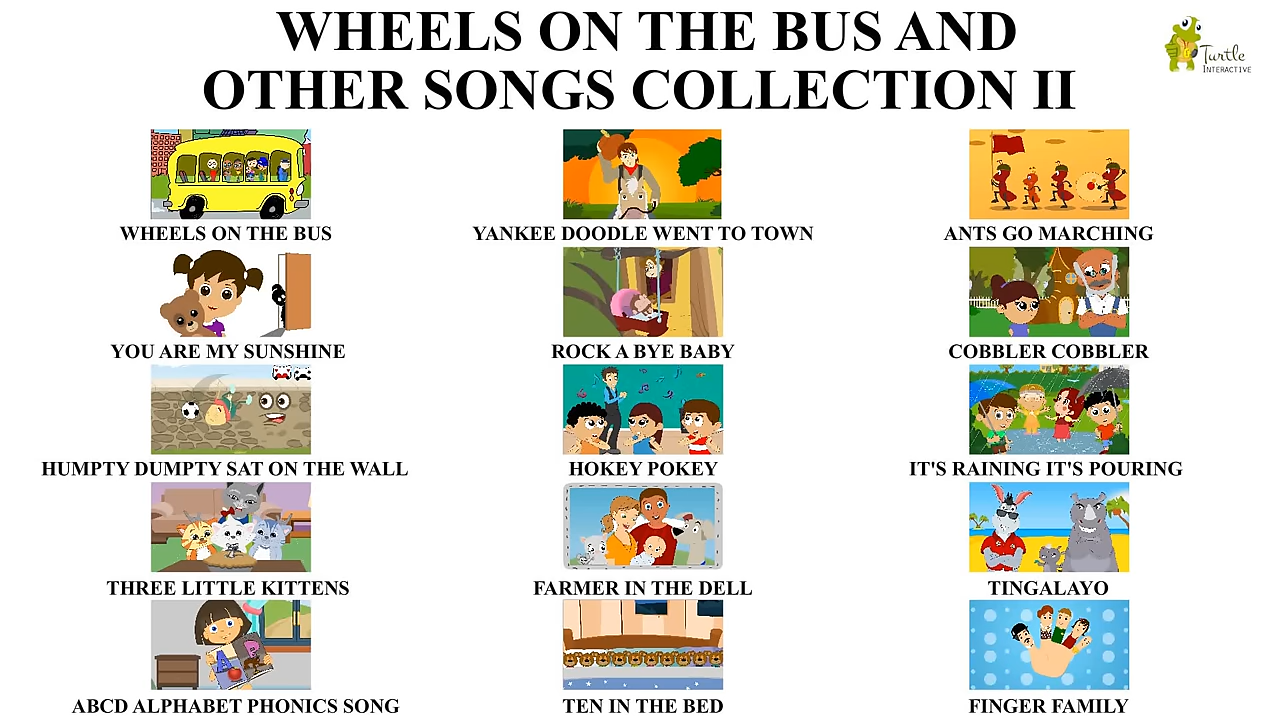 WHEELS ON THE BUS AND
OTHER SONGS COLLECTION II
Turtle
INTERACTIVE
WHEELS ON THE BUS
YANKEE DOODLE WENT TO TOWN
ANTS GO MARCHING
YOU ARE MY SUNSHINE
ROCK A BYE BABY
COBBLER COBBLER
HUMPTY DUMPTY SAT ON THE WALL
HOKEY POKEY
IT'S RAINING IT'S POURING
THREE LITTLE KITTENS
FARMER IN THE DELL
TINGALAYO
A
ABCD ALPHABET PHONICS SONG
TEN IN THE BED
FINGER FAMILY